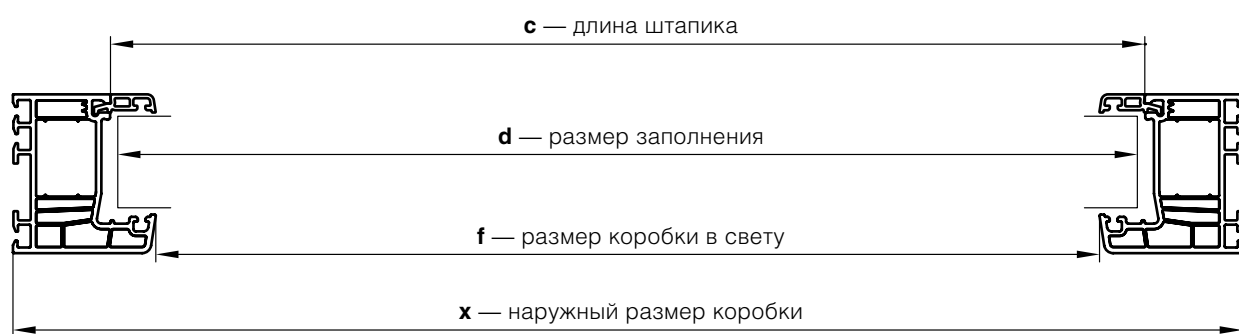 c — длина штапика
d — размер заполнения
f — размер коробки в свету
x — наружный размер коробки